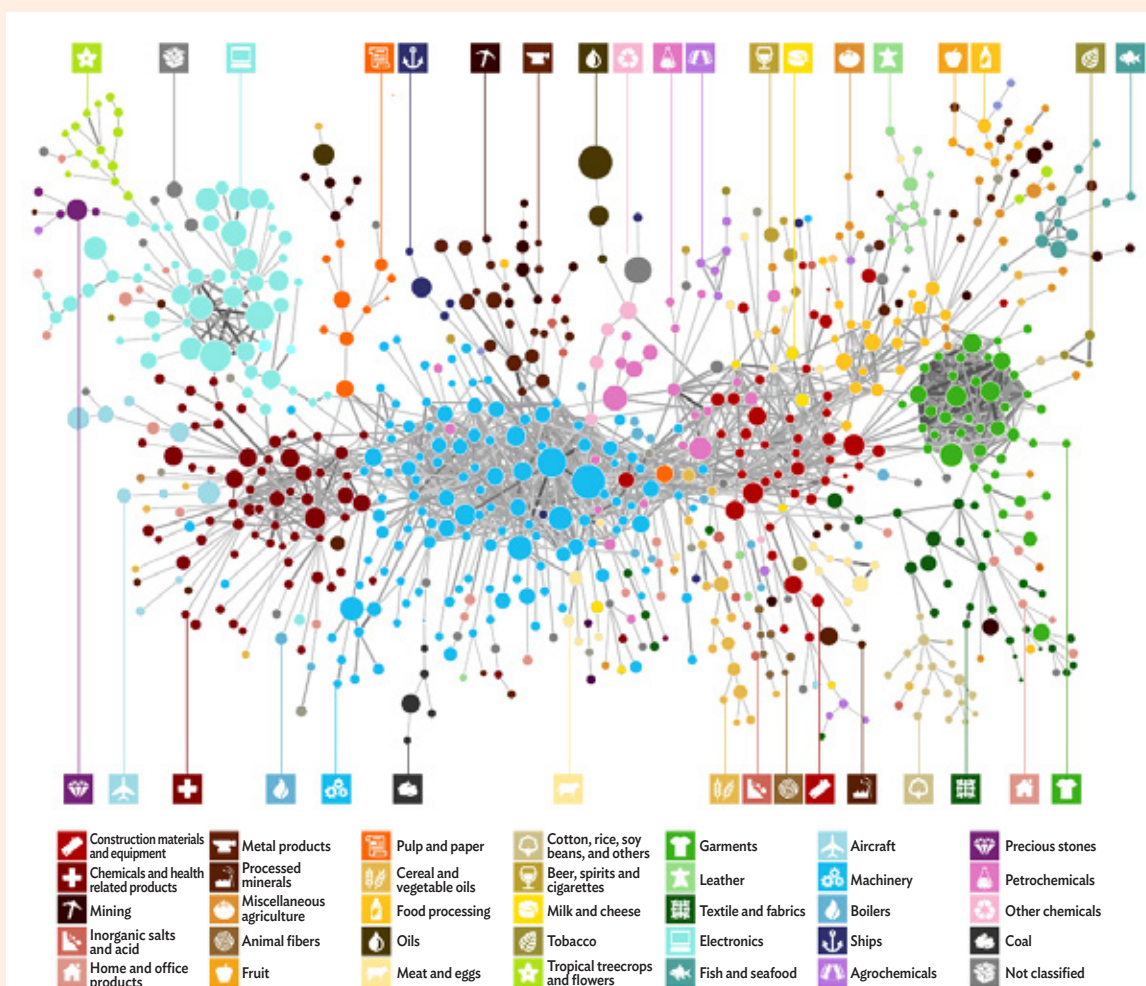 Construction materials
and equipment
Metal products
Pulp and paper
Cotton, rice, soy
beans, and others
Garments
Aircraft
Precious stones
Chemicals and health
related products
Processed
minerals
Cereal and
vegetable oils
Beer, spirits and
cigarettes
Leather
Machinery
Petrochemicals
Mining
Miscellaneous
agriculture
Food processing
Milk and cheese
Textile and fabrics
Boilers
Other chemicals
Inorganic salts
and acid
Animal fibers
Oils
Tobacco
Electronics
Ships
Coal
Home and office
products
Fruit
Meat and eggs
Tropical treecrops
and flowers
Fish and seafood
Agrochemicals
Not classified